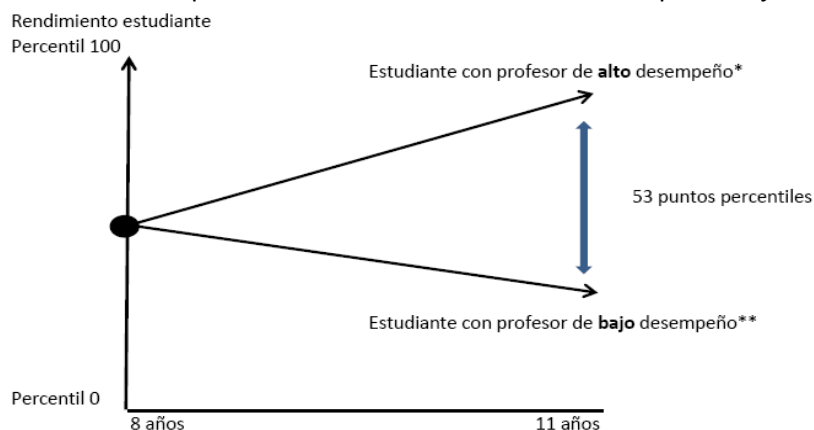 Rendimiento estudiante
Percentil 100
Estudiante con profesor de alto desempeño*
53 puntos percentiles
Estudiante con profesor de bajo desempeño**
Percentil 0
8 años
11 años